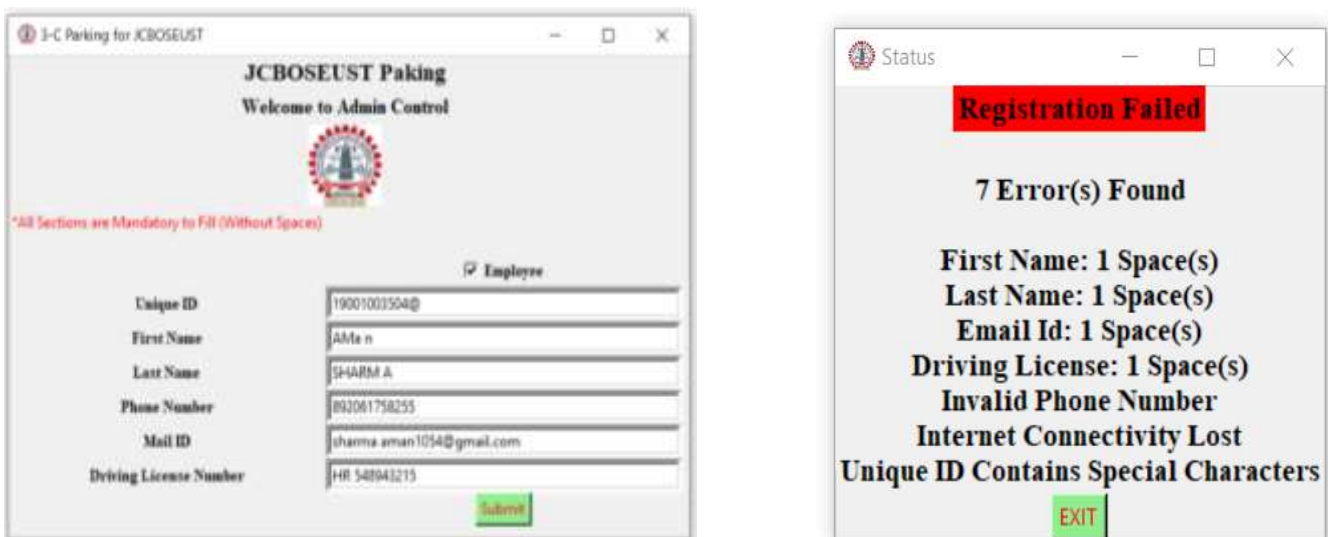 3-C Parking for JCBOSEUST
JCBOSEUST Paking
Welcome to Admin Control
*All Sections are Mandatory to Fill (Without Spaces)
Employee
Unique ID 19001003504@
First Name AMa n
Last Name SHARM A
Phone Number 892061758255
Mail ID sharma aman1054@gmail.com
Driving License Number HR 548943215
Submit
Status
Registration Failed
7 Error(s) Found
First Name: 1 Space(s)
Last Name: 1 Space(s)
Email Id: 1 Space(s)
Driving License: 1 Space(s)
Invalid Phone Number
Internet Connectivity Lost
Unique ID Contains Special Characters
EXIT